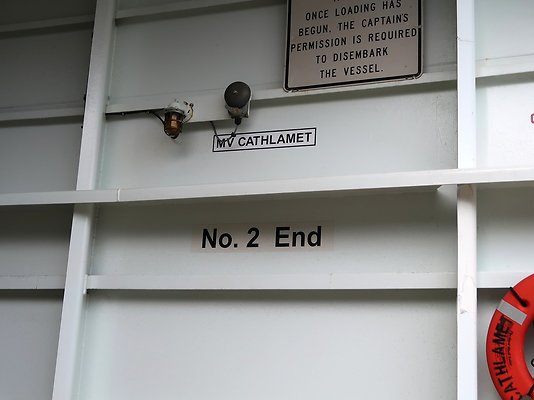 ONCE LOADING HAS
BEGUN, THE CAPTAINS
PERMISSION IS REQUIRED
TO DISEMBARK
THE VESSEL.
MV CATHLAMET
No. 2 End
CATHLAMET